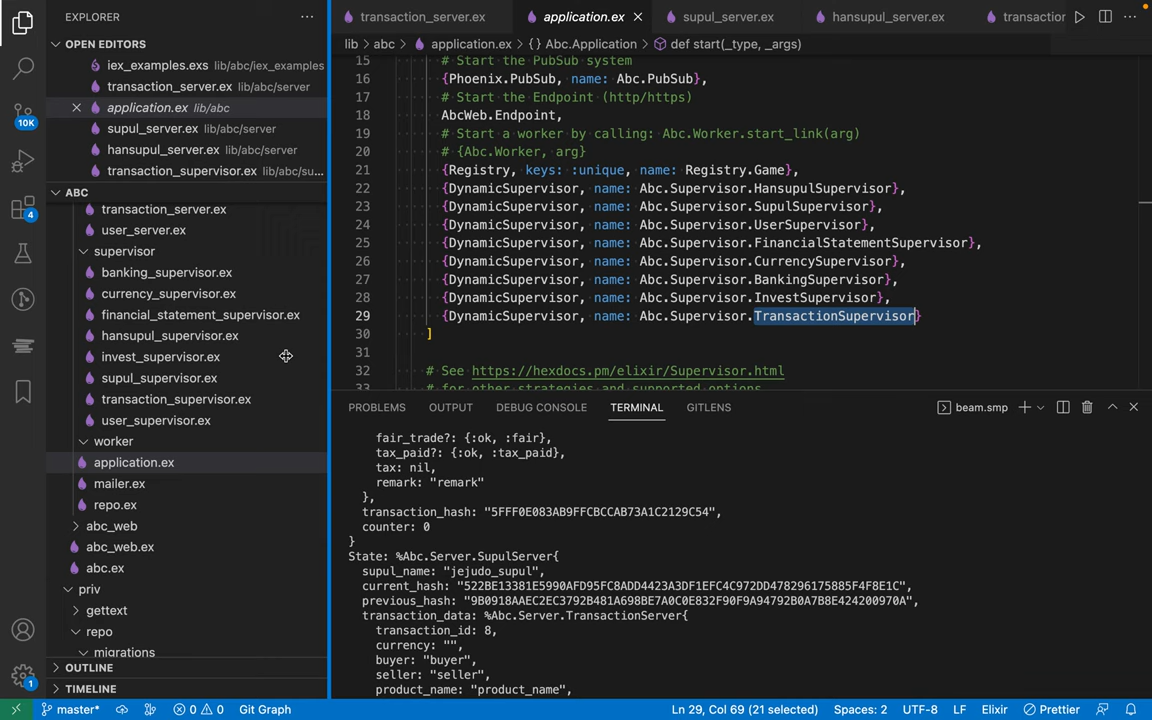 EXPLORER
OPEN EDITORS
iex_examples.exs lib/abc/iex_examples
transaction_server.ex lib/abc/server
application.ex lib/abc
supul_server.ex lib/abc/server
hansupul_server.ex lib/abc/server
transaction_supervisor.ex lib/abc/su...
ABC
transaction_server.ex
user_server.ex
supervisor
banking_supervisor.ex
currency_supervisor.ex
financial_statement_supervisor.ex
hansupul_supervisor.ex
invest_supervisor.ex
supul_supervisor.ex
transaction_supervisor.ex
user_supervisor.ex
worker
application.ex
mailer.ex
repo.ex
abc_web
abc_web.ex
abc.ex
priv
gettext
repo
migrations
OUTLINE
TIMELINE
10K
4
1
transaction_server.ex
application.ex
supul_server.ex
hansupul_server.ex
transaction
lib > abc > application.ex > {} Abc.Application > def start(_type, _args)
15 # Start the PubSub system
16 {Phoenix.PubSub, name: Abc.PubSub},
17 # Start the Endpoint (http/https)
18 AbcWeb.Endpoint,
19 # Start a worker by calling: Abc.Worker.start_link(arg)
20 # {Abc.Worker, arg}
21 {Registry, keys: :unique, name: Registry.Game},
22 {DynamicSupervisor, name: Abc.Supervisor.HansupulSupervisor},
23 {DynamicSupervisor, name: Abc.Supervisor.SupulSupervisor},
24 {DynamicSupervisor, name: Abc.Supervisor.UserSupervisor},
25 {DynamicSupervisor, name: Abc.Supervisor.FinancialStatementSupervisor},
26 {DynamicSupervisor, name: Abc.Supervisor.CurrencySupervisor},
27 {DynamicSupervisor, name: Abc.Supervisor.BankingSupervisor},
28 {DynamicSupervisor, name: Abc.Supervisor.InvestSupervisor},
29 {DynamicSupervisor, name: Abc.Supervisor.TransactionSupervisor}
30 ]
31
32 # See https://hexdocs.pm/elixir/Supervisor.html
33 # for other strategies and supported options
PROBLEMS OUTPUT DEBUG CONSOLE TERMINAL GITLENS beam.smp
fair_trade?: {:ok, :fair},
tax_paid?: {:ok, :tax_paid},
tax: nil,
remark: "remark"
},
transaction_hash: "5FFF0E083AB9FFCBCCAB73A1C2129C54",
counter: 0
}
State: %Abc.Server.SupulServer{
supul_name: "jejudo_supul",
current_hash: "522BE13381E5990AFD95FC8ADD4423A3DF1EFC4C972DD478296175885F4F8E1C",
previous_hash: "9B0918AAEC2EC3792B481A698BE7A0C0E832F90F9A94792B0A7B8E424200970A",
transaction_data: %Abc.Server.TransactionServer{
transaction_id: 8,
currency: "",
buyer: "buyer",
seller: "seller",
product_name: "product_name",
master* 0 0 Git Graph Ln 29, Col 69 (21 selected) Spaces: 2 UTF-8 LF Elixir Prettier